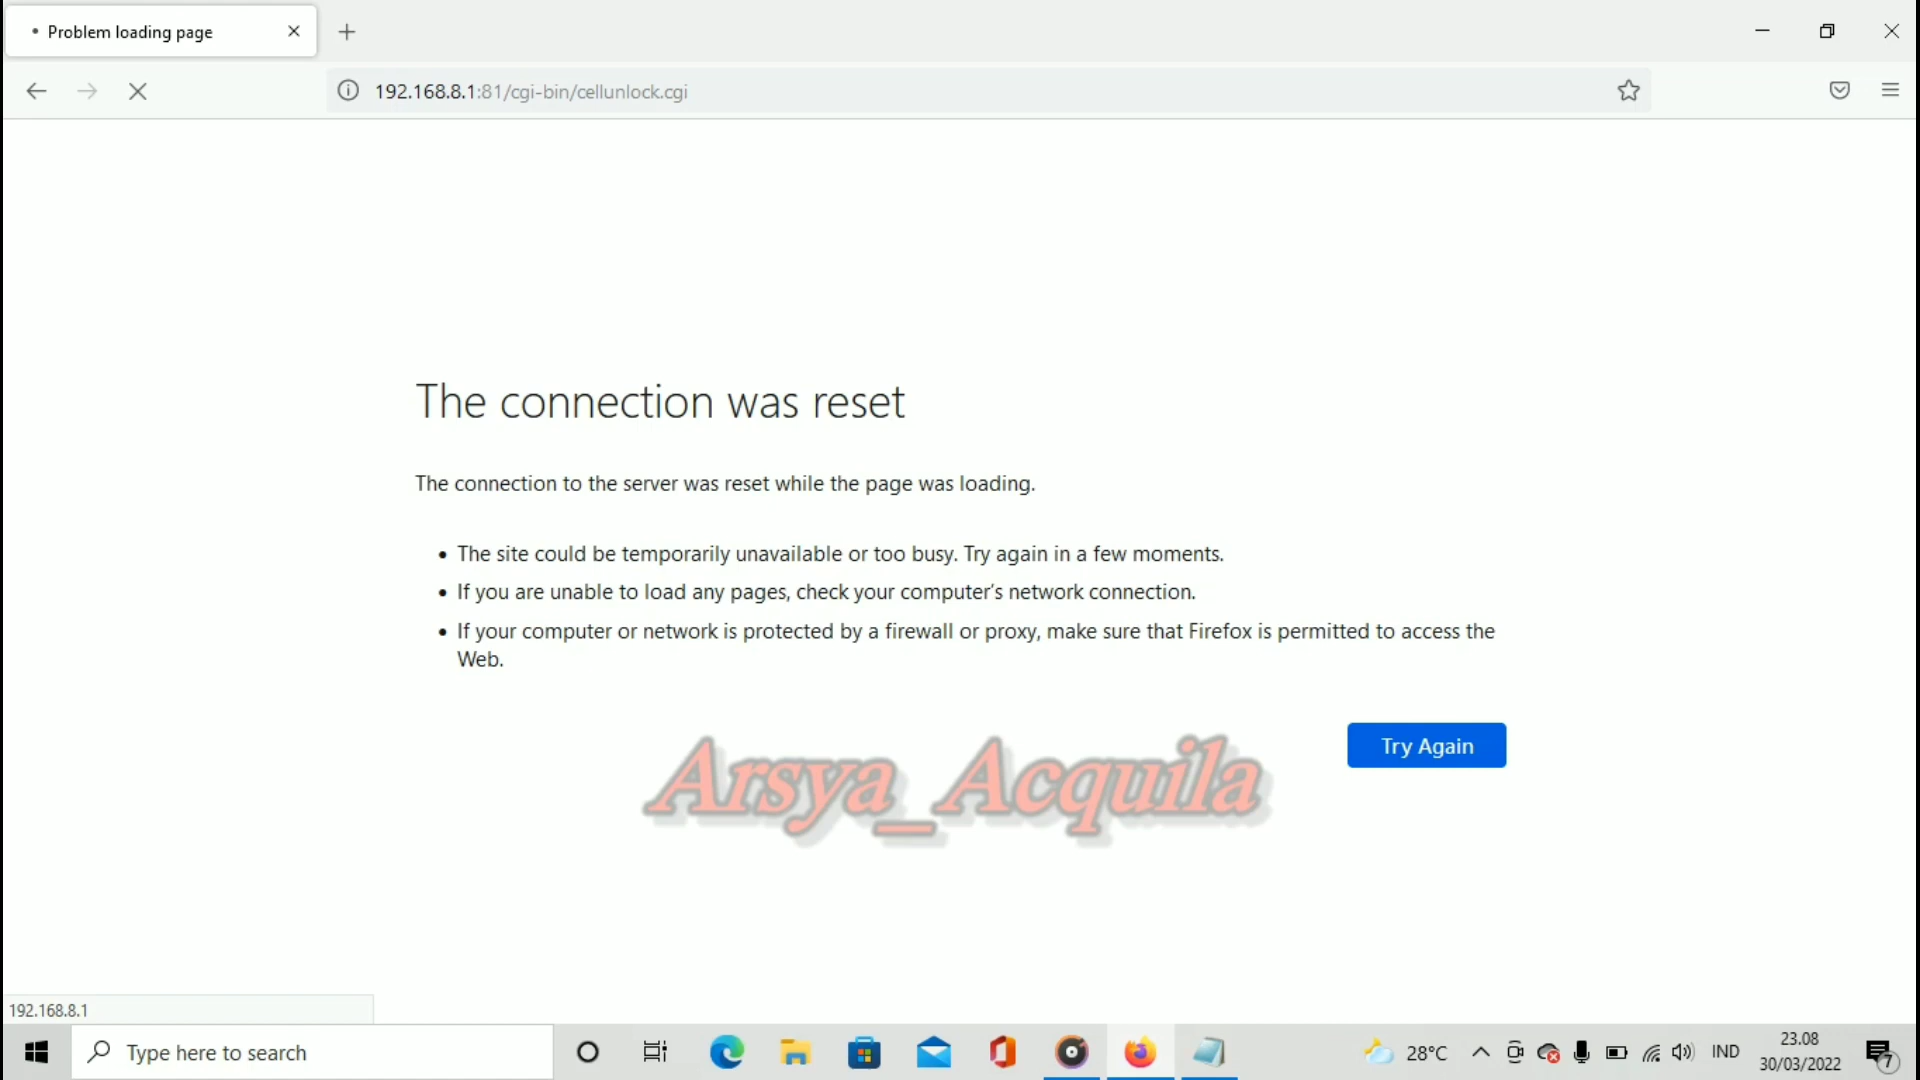 Problem loading page
192.168.8.1:81/cgi-bin/cellunlock.cgi
The connection was reset
The connection to the server was reset while the page was loading.
The site could be temporarily unavailable or too busy. Try again in a few moments.
If you are unable to load any pages, check your computer’s network connection.
If your computer or network is protected by a firewall or proxy, make sure that Firefox is permitted to access the
Web.
Try Again
Arsya_Acquila
192.168.8.1
Type here to search
28°C
IND
23.08
30/03/2022
7